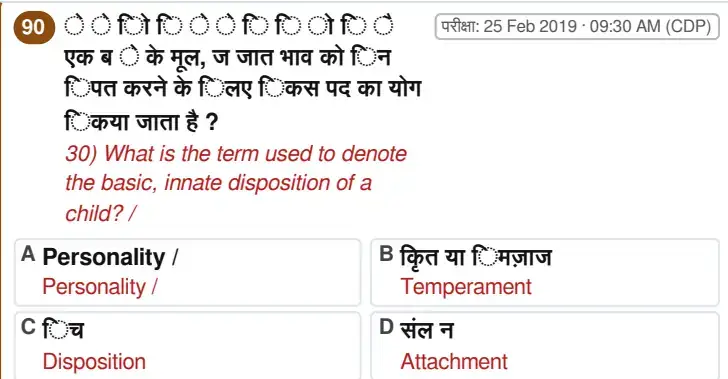 90 ै ै िो ि ै ै ि ि ो ि ै
परीक्षा: 25 Feb 2019 · 09:30 AM (CDP)
एक ब ै के मूल, ज जात भाव को िन
िपत करने के िलए िकस पद का योग
िकया जाता है ?
30) What is the term used to denote
the basic, innate disposition of a
child? /
A Personality /
Personality /
B कृित या िमज़ाज
Temperament
C िच
Disposition
D संल न
Attachment